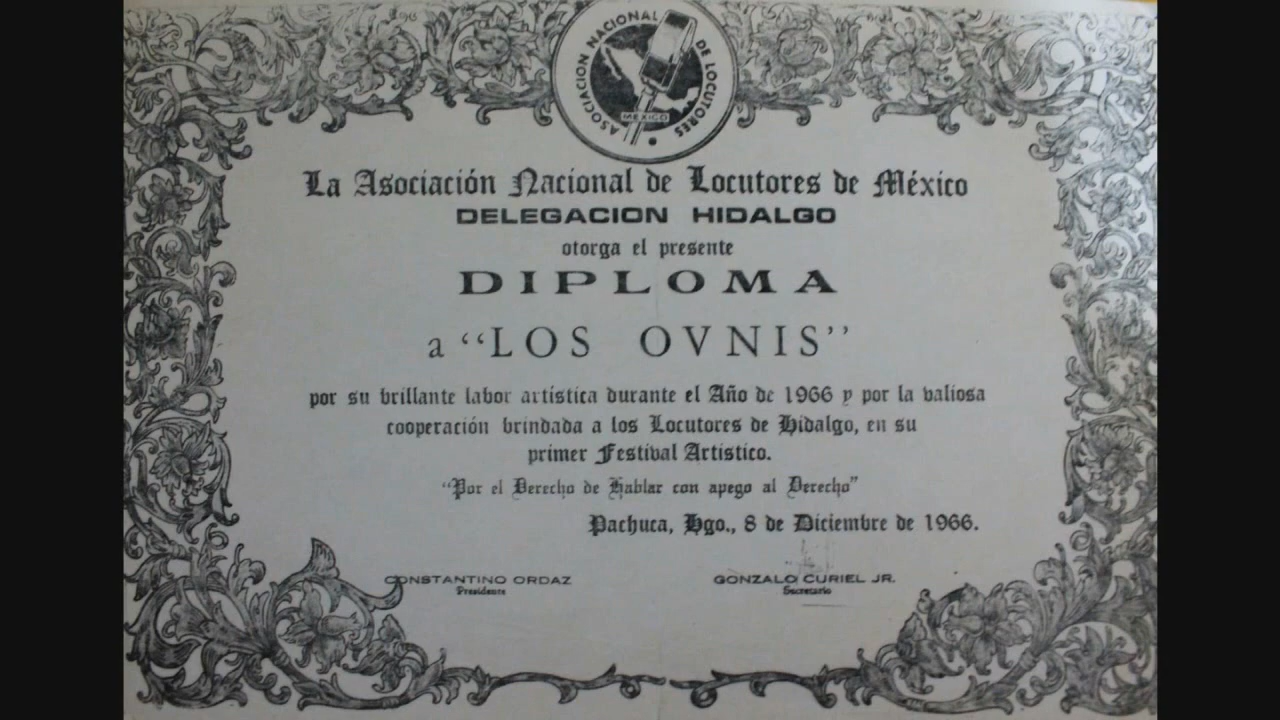 ASOCIACION NACIONAL DE LOCUTORES
MEXICO
La Asociación Nacional de Locutores de México
DELEGACION HIDALGO
otorga el presente
DIPLOMA
a “LOS OVNIS”
por su brillante labor artística durante el Año de 1966 y por la valiosa
cooperación brindada a los Locutores de Hidalgo, en su
primer Festival Artistico.
“Por el Derecho de Hablar con apego al Derecho”
Pachuca, Hgo., 8 de Diciembre de 1966.
CONSTANTINO ORDAZ
Presidente
GONZALO CURIEL JR.
Secretario